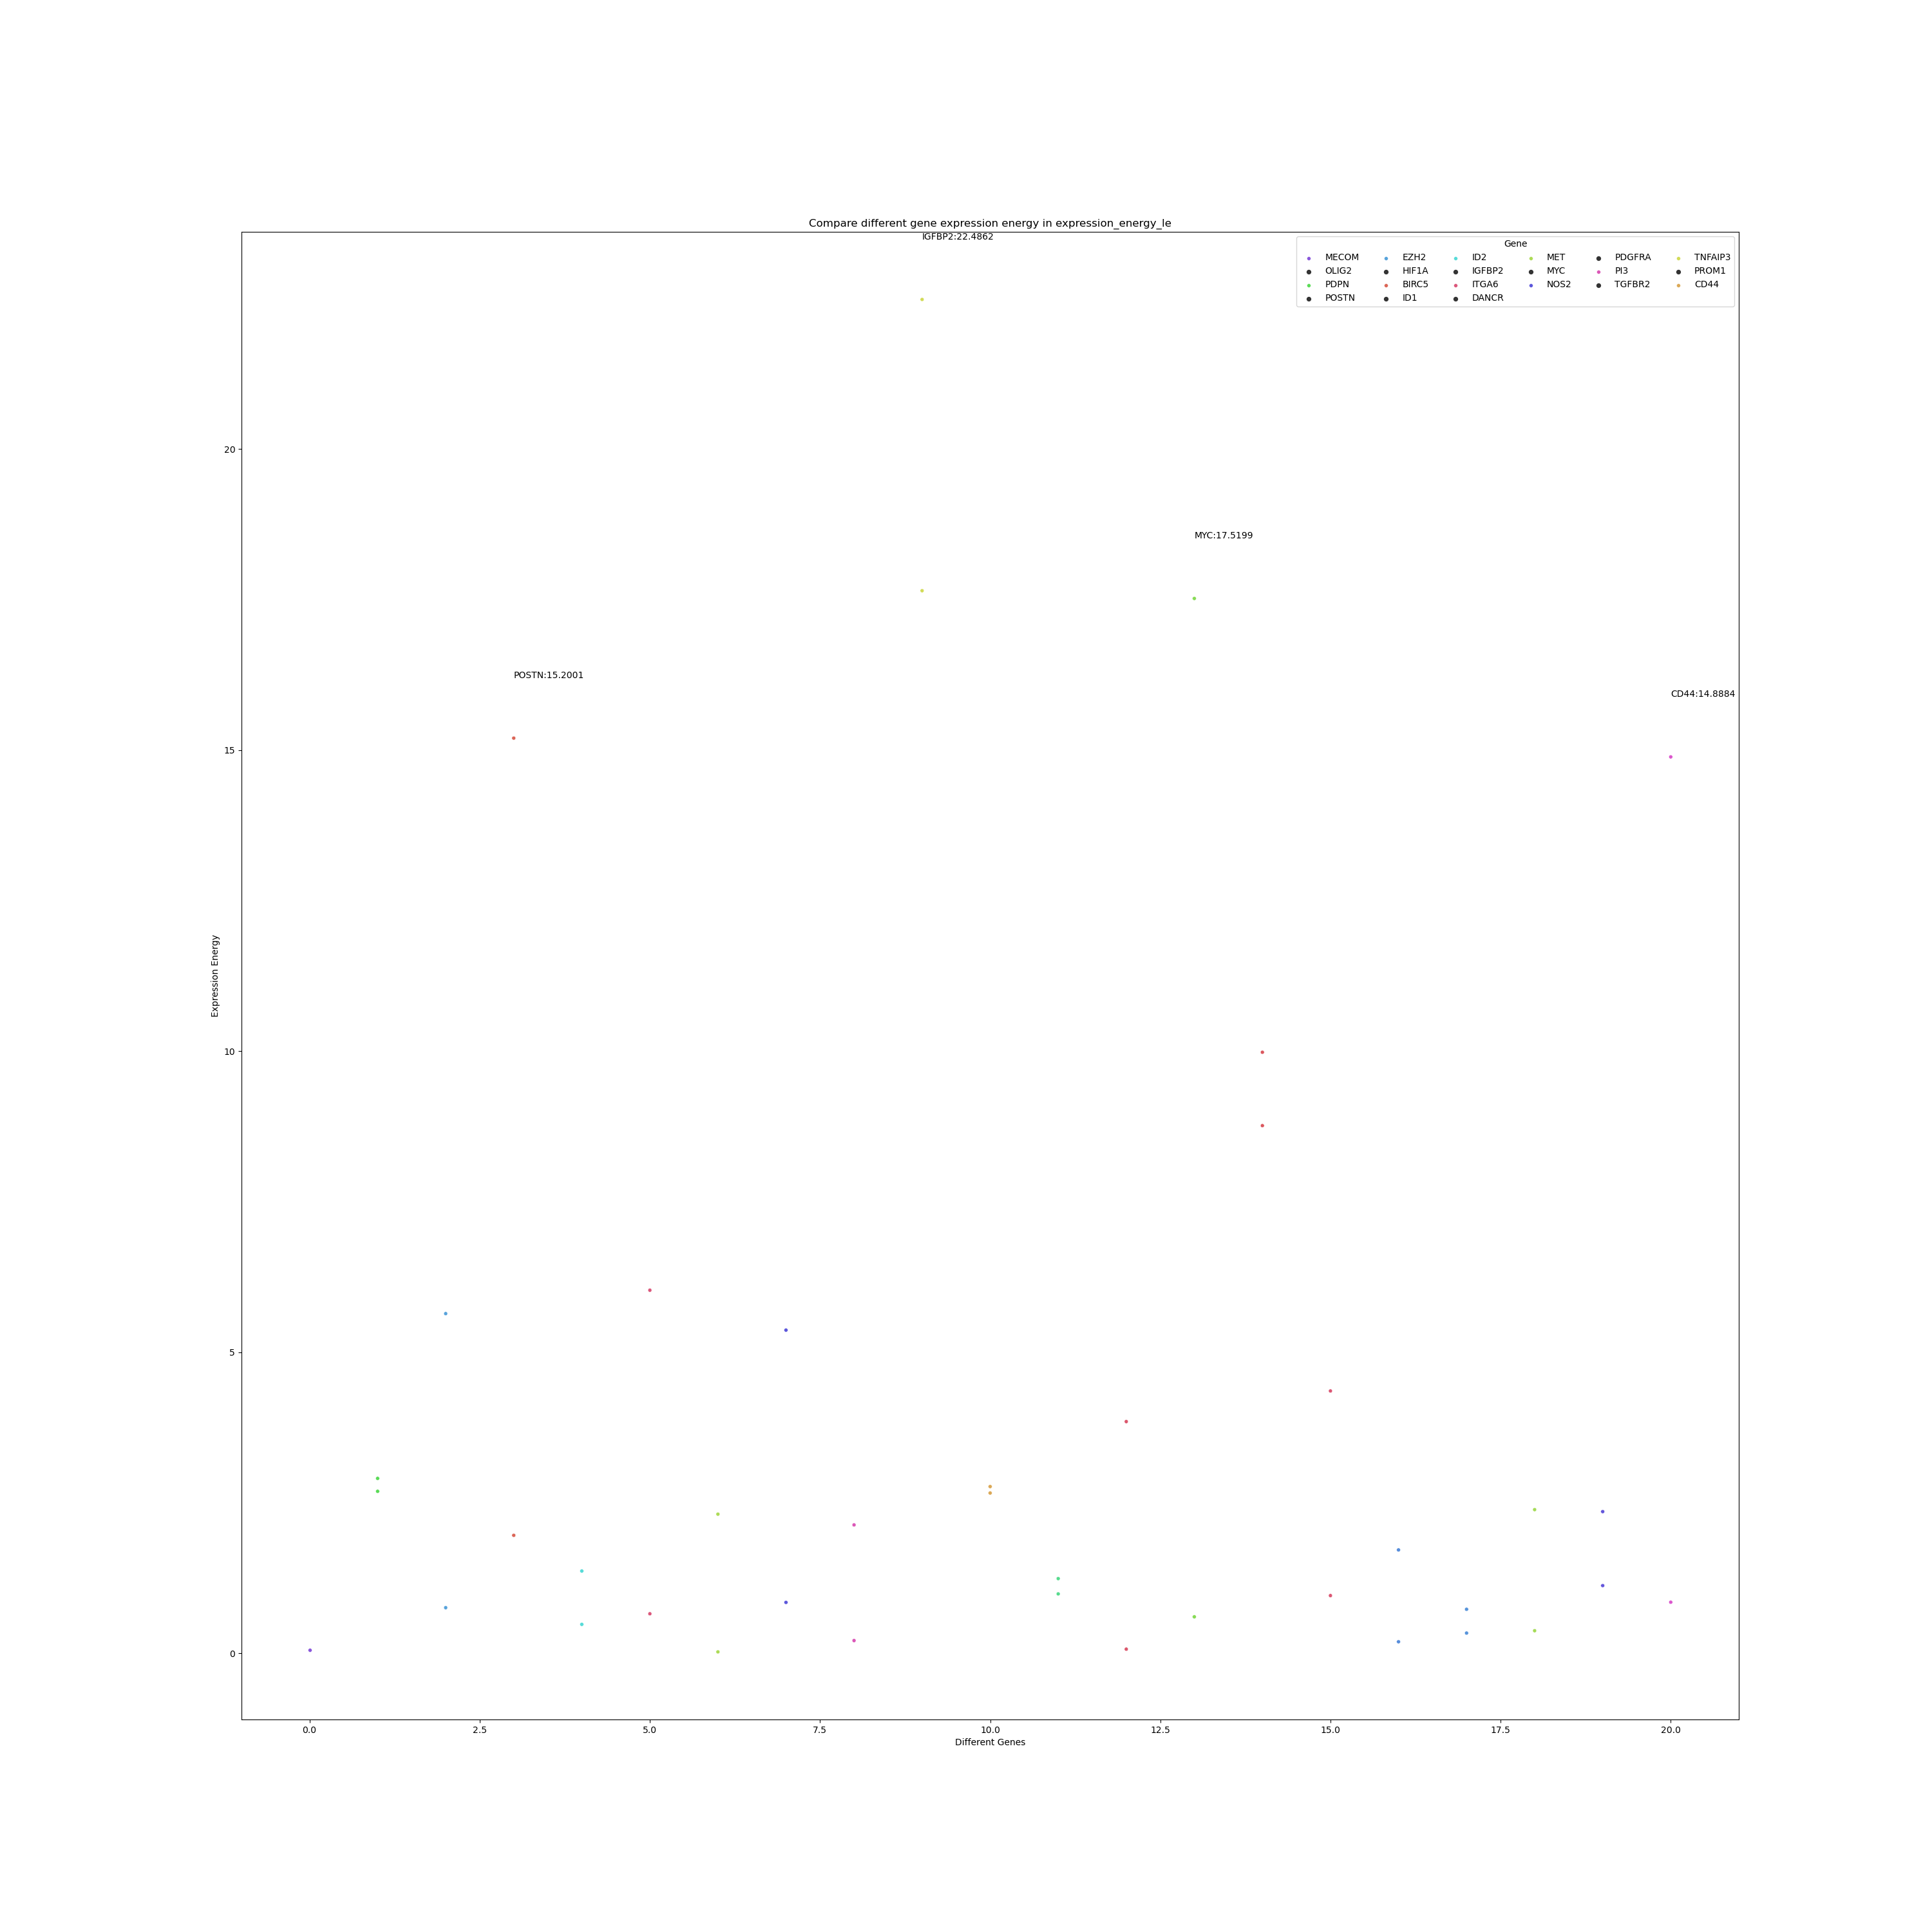 Compare different gene expression energy in expression_energy_le
IGFBP2:22.4862
Gene
MECOM EZH2 ID2 MET PDGFRA TNFAIP3
OLIG2 HIF1A IGFBP2 MYC PI3 PROM1
PDPN BIRC5 ITGA6 NOS2 TGFBR2 CD44
POSTN ID1 DANCR
20
MYC:17.5199
POSTN:15.2001
CD44:14.8884
15
Expression Energy
10
5
0
0.0 2.5 5.0 7.5 10.0 12.5 15.0 17.5 20.0
Different Genes